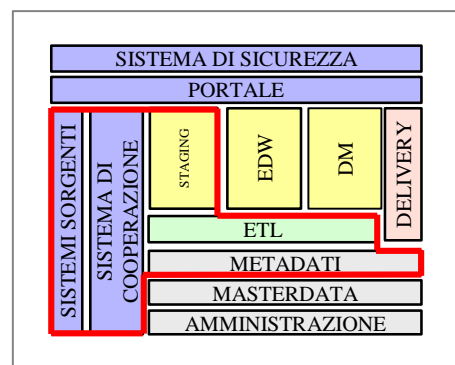 SISTEMA DI SICUREZZA
PORTALE
SISTEMI SORGENTI
SISTEMA DI
COOPERAZIONE
STAGING
EDW
DM
DELIVERY
ETL
METADATI
MASTERDATA
AMMINISTRAZIONE